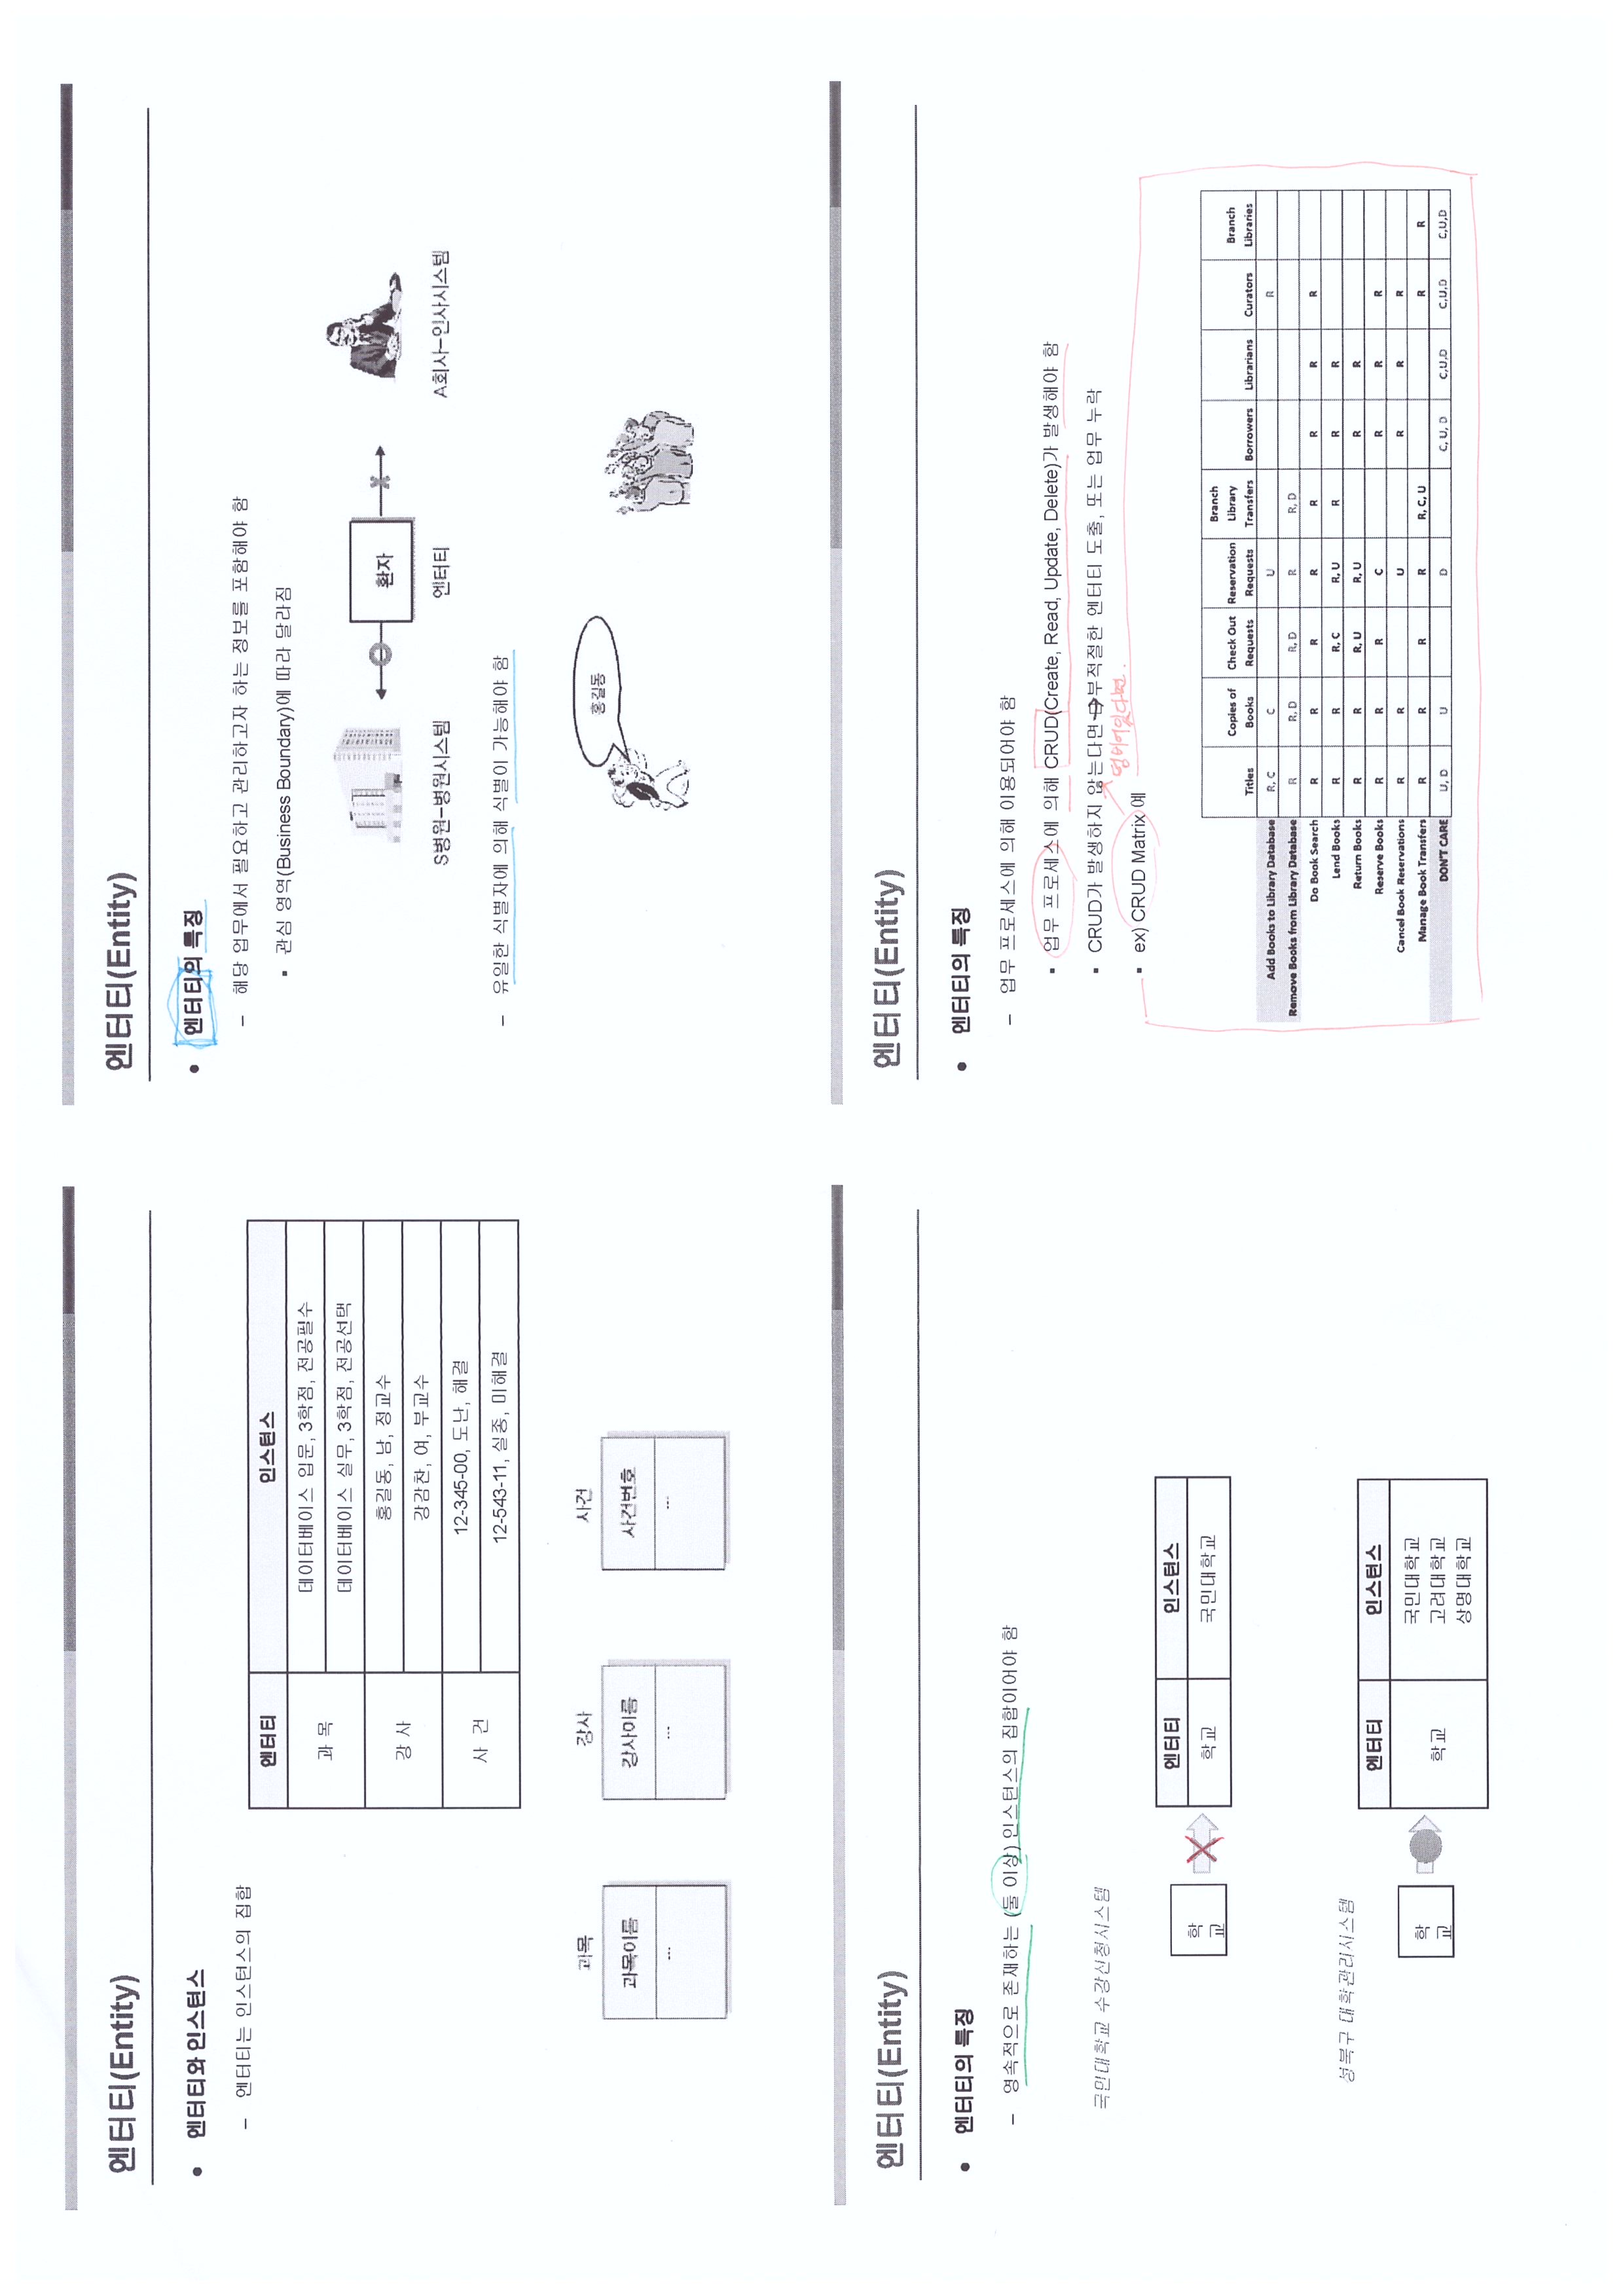 엔터티(Entity)
• 엔터티와 인스턴스
– 엔터티는 인스턴스의 집합
엔터티 인스턴스
과 목 데이터베이스 입문, 3학점, 전공필수
데이터베이스 실무, 3학점, 전공선택
강 사 홍길동, 남, 정교수
강감찬, 여, 부교수
사 건 12-345-00, 도난, 해결
12-543-11, 실종, 미해결
과목 강사 사건
과목이름 강사이름 사건번호
... ... ...
엔터티(Entity)
• 엔터티의 특징
– 해당 업무에서 필요하고 관리하고자 하는 정보를 포함해야 함
▪ 관심 영역(Business Boundary)에 따라 달라짐
환자
S병원-병원시스템 엔터티 A회사-인사시스템
– 유일한 식별자에 의해 식별이 가능해야 함
홍길동
엔터티(Entity)
• 엔터티의 특징
– 영속적으로 존재하는 (둘 이상) 인스턴스의 집합이어야 함
국민대학교 수강신청시스템
학
교
엔터티 인스턴스
학교 국민대학교
성북구 대학관리시스템
학
교
엔터티 인스턴스
학교 국민대학교
고려대학교
상명대학교
엔터티(Entity)
• 엔터티의 특징
– 업무 프로세스에 의해 이용되어야 함
▪ 업무 프로세스에 의해 CRUD(Create, Read, Update, Delete)가 발생해야 함
▪ CRUD가 발생하지 않는다면 → 부적절한 엔터티 도출, 또는 업무 누락
텅비어있다면.
▪ ex) CRUD Matrix 예
Titles Copies of Books Check Out Requests Reservation Requests Branch Library Transfers Borrowers Librarians Curators Branch Libraries
Add Books to Library Database R, C C U R
Remove Books from Library Database R R, D R, D R R, D
Do Book Search R R R R R R R R
Lend Books R R R, C R, U R R R
Return Books R R R, U R, U R R
Reserve Books R R R C R R R
Cancel Book Reservations R R U R R R
Manage Book Transfers R R R R R, C, U R R
DON'T CARE U, D U D C, U, D C,U,D C,U,D C,U,D